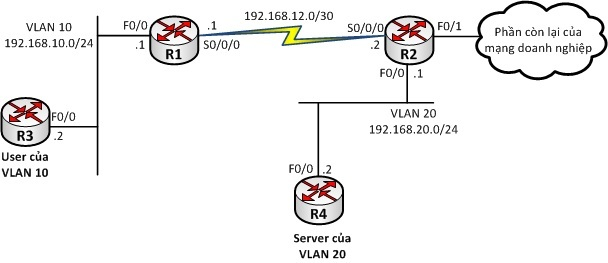 VLAN 10
192.168.10.0/24
F0/0
.1
R1
.1
S0/0/0
192.168.12.0/30
S0/0/0
.2
R2
F0/1
F0/0
.1
Phần còn lại của
mạng doanh nghiệp
VLAN 20
192.168.20.0/24
R3
F0/0
.2
User của
VLAN 10
F0/0
.2
R4
Server của
VLAN 20